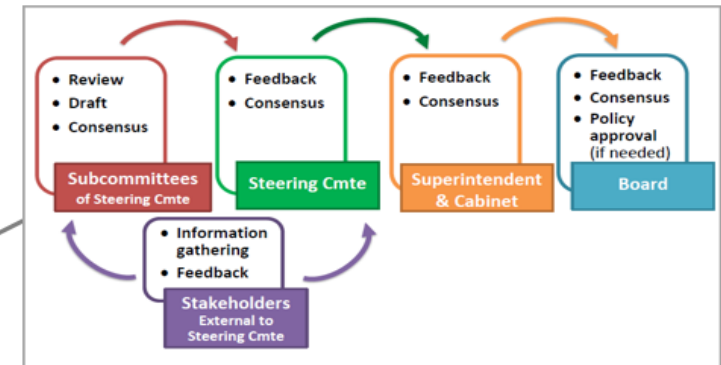 • Review
• Draft
• Consensus
Subcommittees
of Steering Cmte
• Feedback
• Consensus
Steering Cmte
• Feedback
• Consensus
Superintendent
& Cabinet
• Feedback
• Consensus
• Policy
approval
(if needed)
Board
• Information
gathering
• Feedback
Stakeholders
External to
Steering Cmte